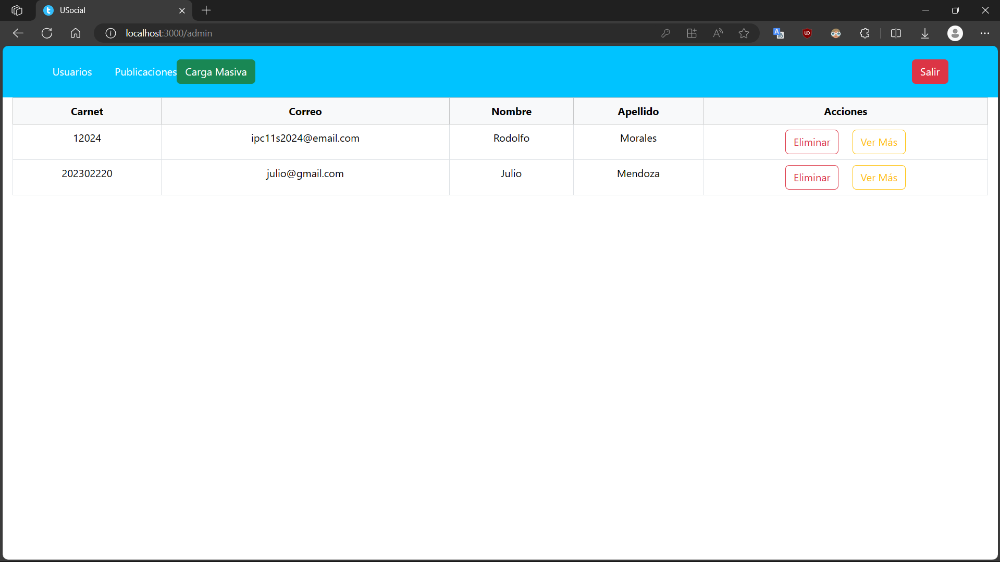 USocial
localhost:3000/admin
Usuarios Publicaciones Carga Masiva Salir
Carnet Correo Nombre Apellido Acciones
12024 ipc11s2024@email.com Rodolfo Morales Eliminar Ver Más
202302220 julio@gmail.com Julio Mendoza Eliminar Ver Más